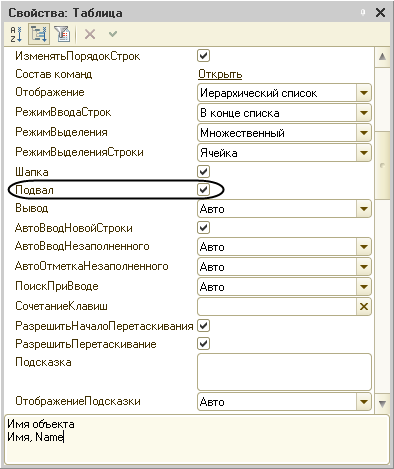 Свойства: Таблица
ИзменятьПорядокСтрок
Состав команд Открыть
Отображение Иерархический список
РежимВводаСтрок В конце списка
РежимВыделения Множественный
РежимВыделенияСтроки Ячейка
Шапка
Подвал
Вывод Авто
АвтоВводНовойСтроки
АвтоВводНезаполненного Авто
АвтоОтметкаНезаполненного Авто
ПоискПриВводе Авто
СочетаниеКлавиш
РазрешитьНачалоПеретаскивания
РазрешитьПеретаскивание
Подсказка
ОтображениеПодсказки Авто
Имя объекта
Имя, Name